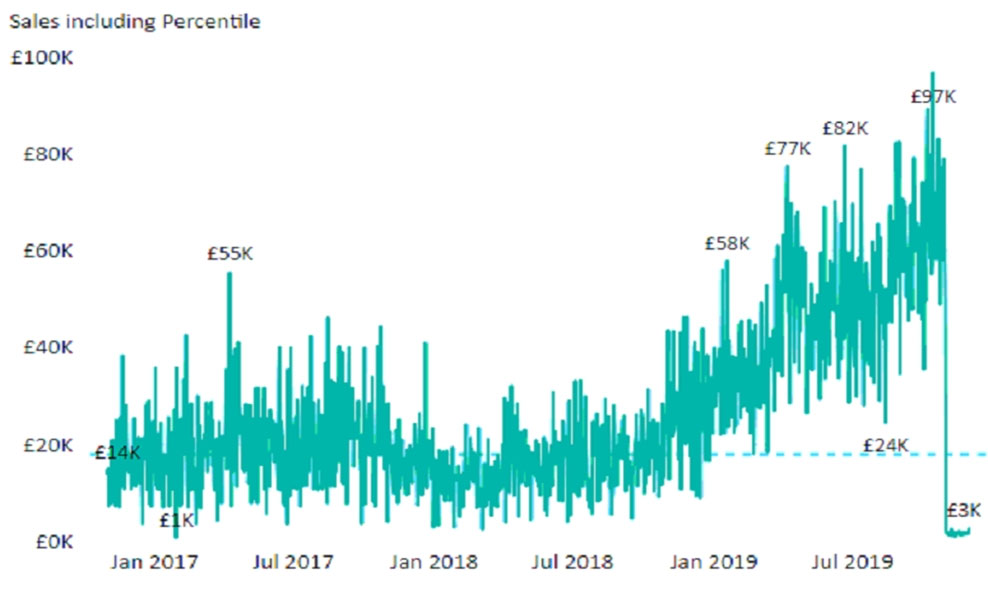 Sales including Percentile
£100K
£97K
£82K
£80K
£77K
£60K
£55K
£58K
£40K
£20K
£14K
£24K
£1K
£3K
£0K
Jan 2017 Jul 2017 Jan 2018 Jul 2018 Jan 2019 Jul 2019